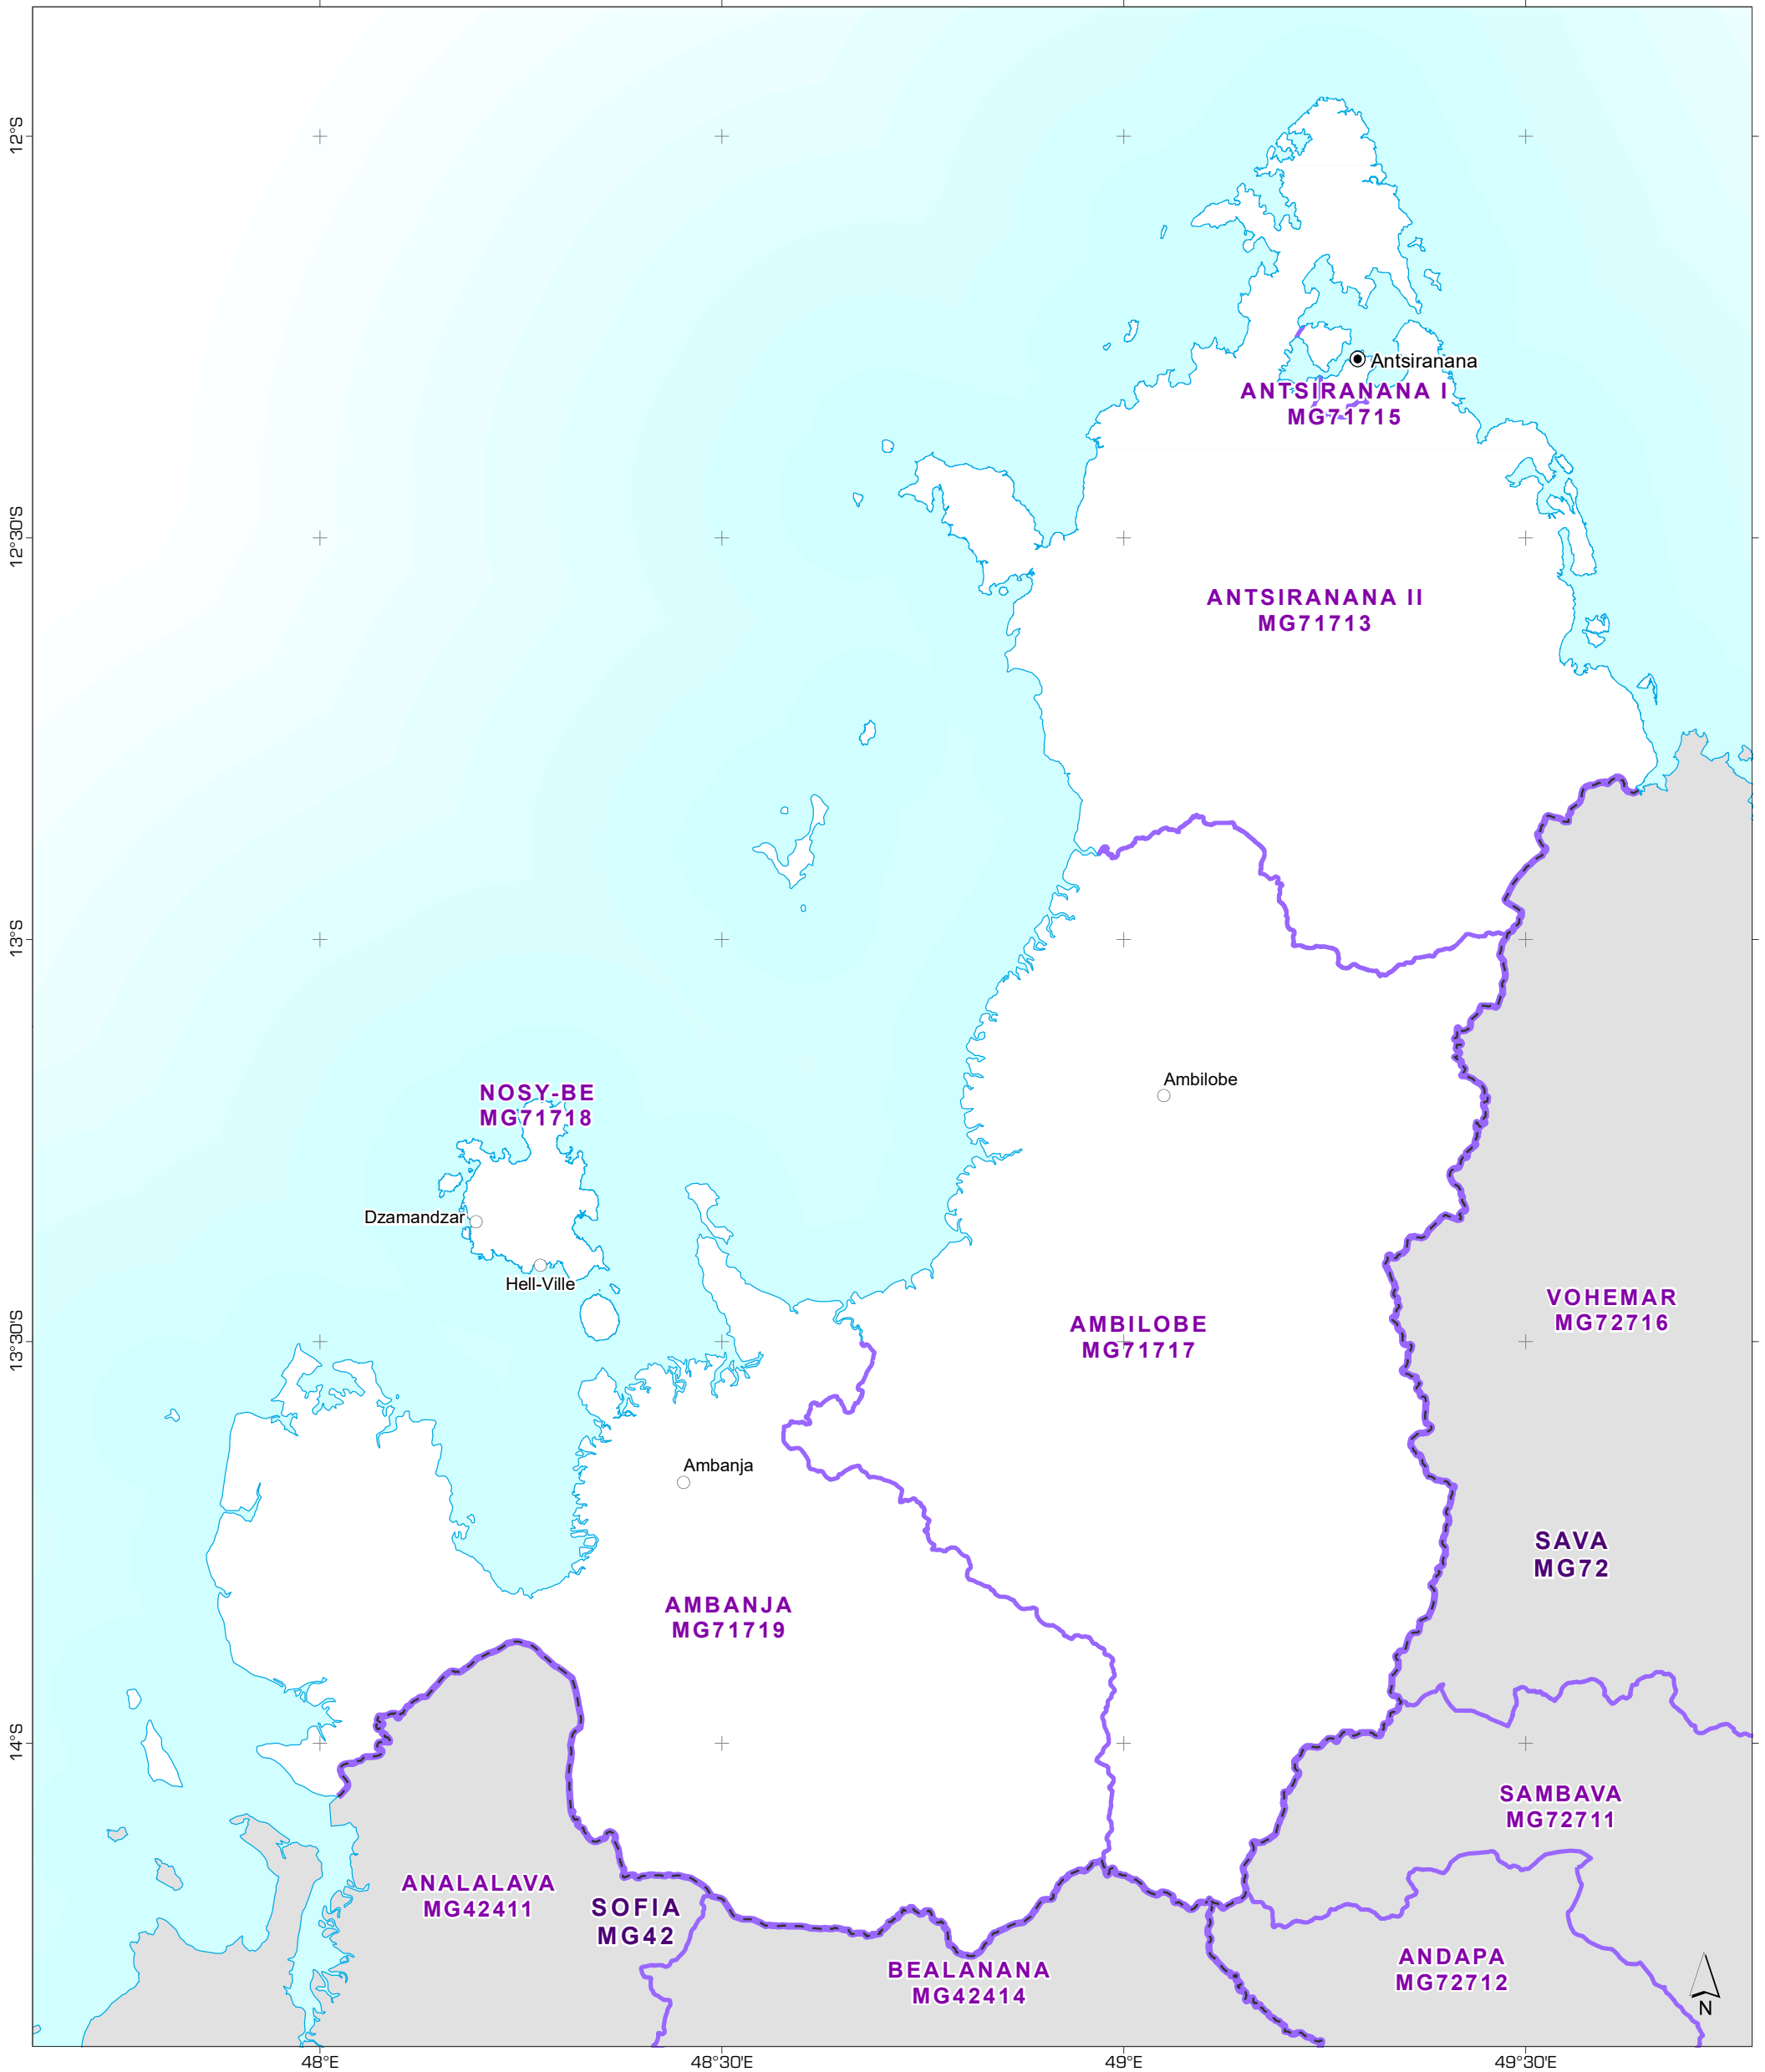 12°S
Antsiranana
ANTSIRANANA I
MG71715
12°30'S
ANTSIRANANA II
MG71713
13°S
Ambilobe
NOSY-BE
MG71718
Dzamandzar
Hell-Ville
VOHEMAR
MG72716
AMBILOBE
MG71717
13°30'S
Ambanja
SAVA
MG72
AMBANJA
MG71719
14°S
SAMBAVA
MG72711
ANALALAVA
MG42411
SOFIA
MG42
BEALANANA
MG42414
ANDAPA
MG72712
N
48°E
48°30'E
49°E
49°30'E